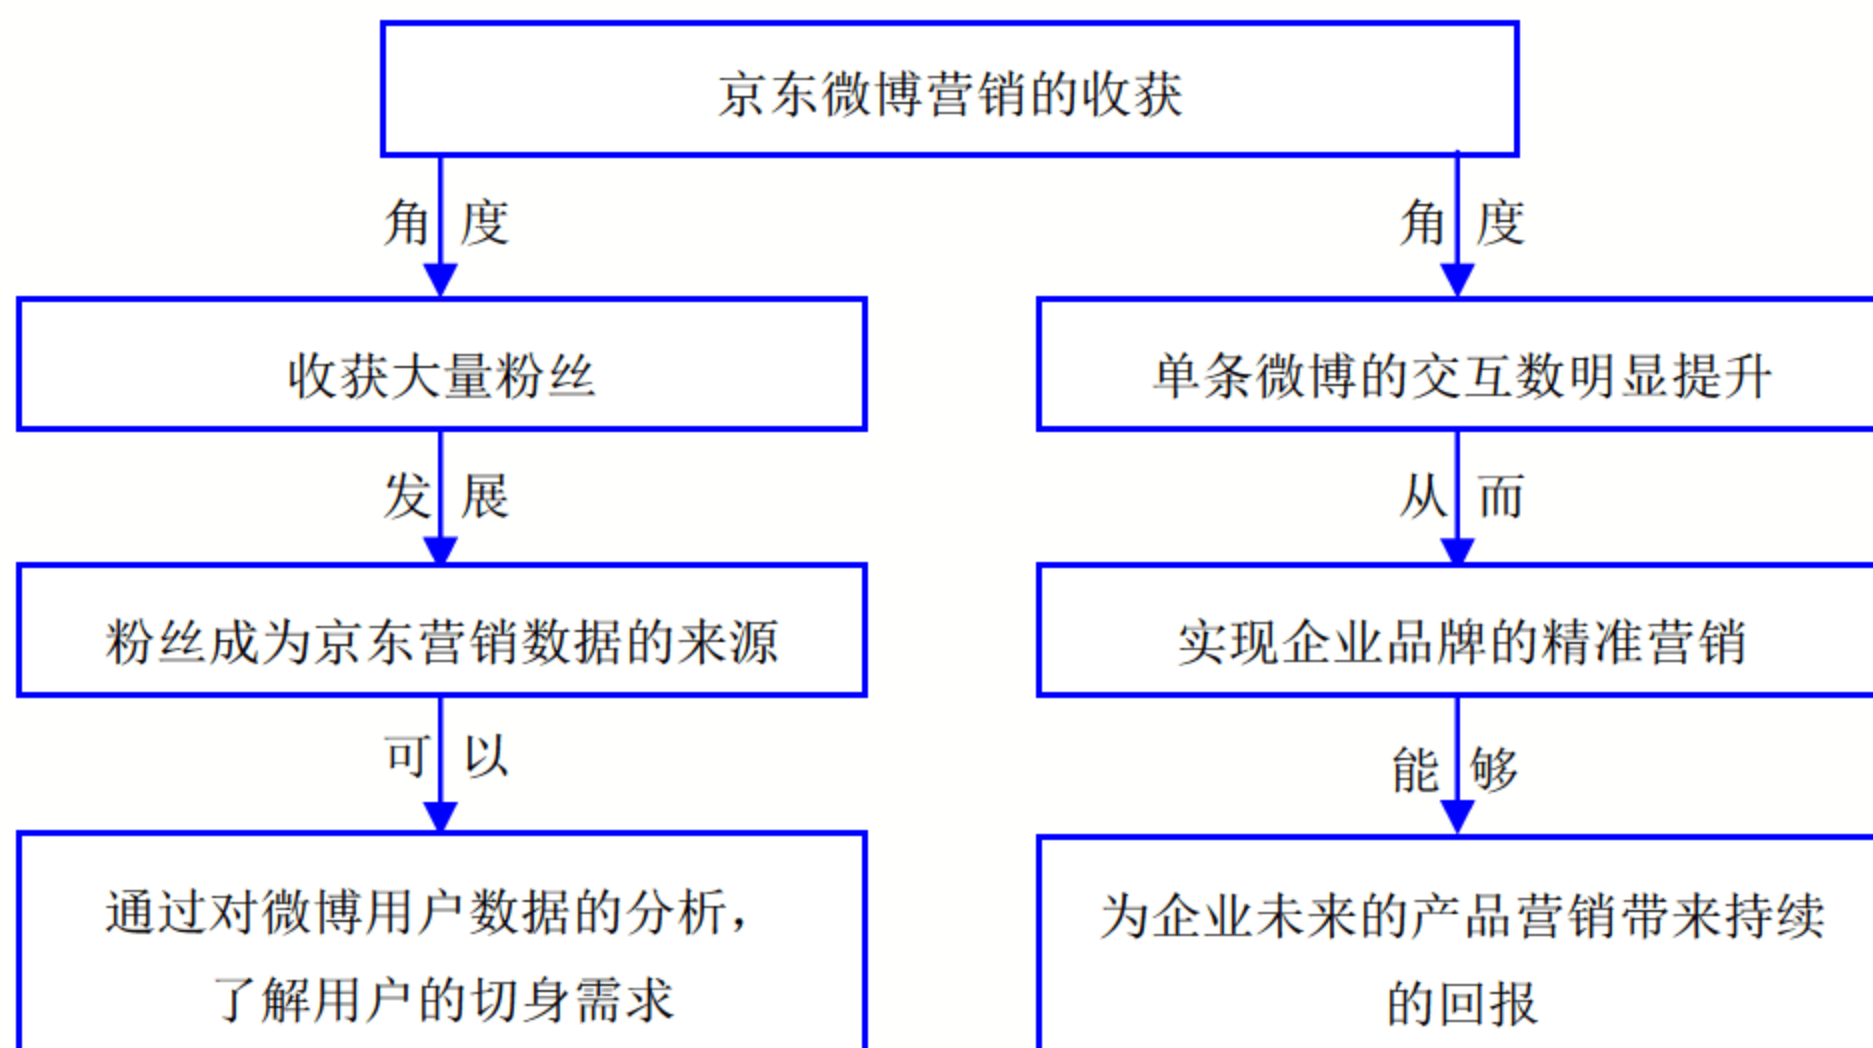 京东微博营销的收获
角度
角度
收获大量粉丝
单条微博的交互数明显提升
发展
从而
粉丝成为京东营销数据的来源
实现企业品牌的精准营销
可以
能够
通过对微博用户数据的分析，
了解用户的切身需求
为企业未来的产品营销带来持续
的回报